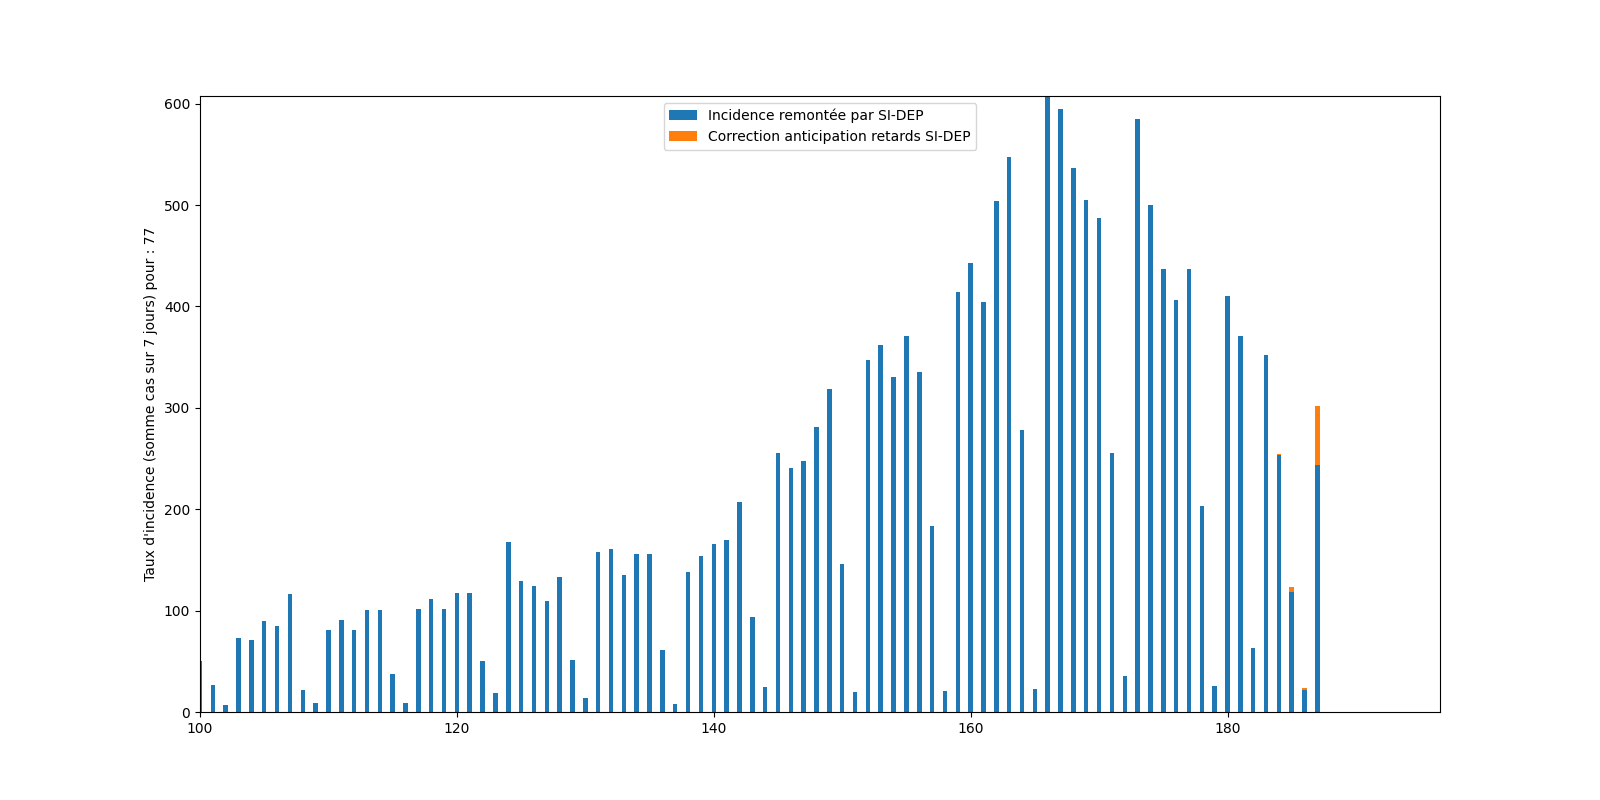 Incidence remontée par SI-DEP
Correction anticipation retards SI-DEP
Taux d'incidence (somme cas sur 7 jours) pour : 77
600
500
400
300
200
100
0
100 120 140 160 180